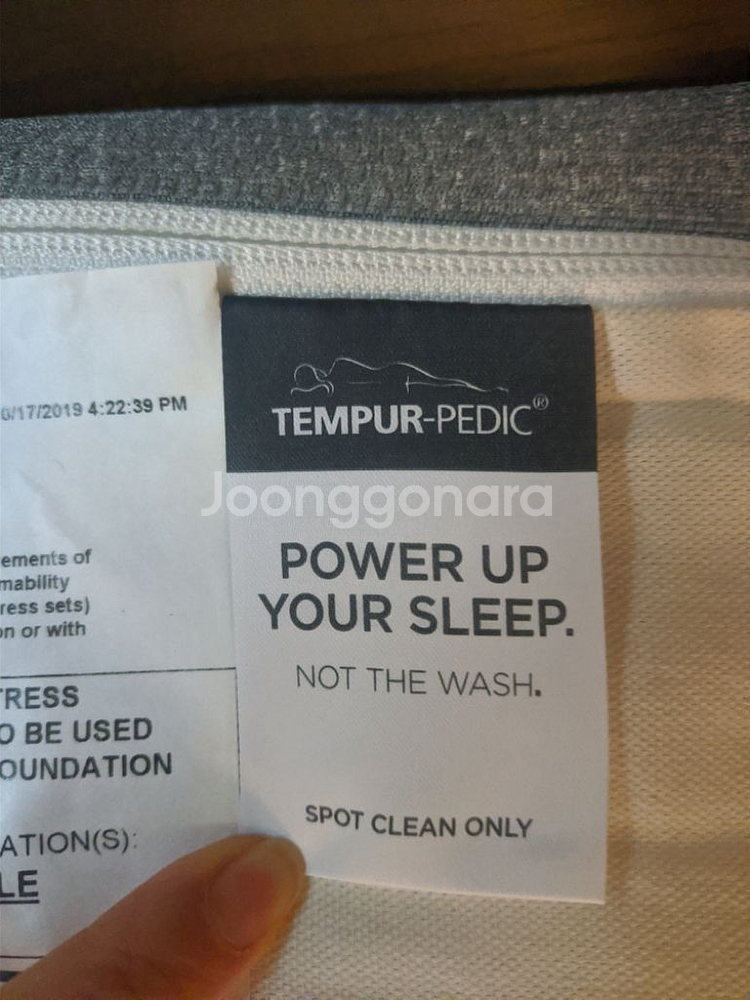 0/17/2019 4:22:39 PM
ements of
mability
ress sets)
on or with
TRESS
O BE USED
OUNDATION
ATION(S):
LE
TEMPUR-PEDIC®
Joonggonara
POWER UP
YOUR SLEEP.
NOT THE WASH.
SPOT CLEAN ONLY